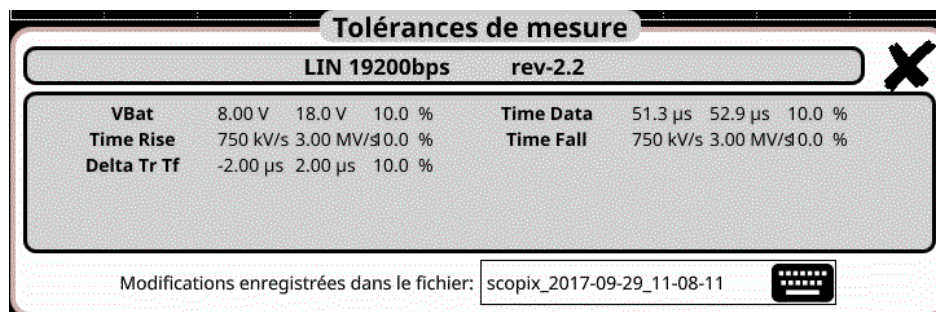 Tolérances de mesure
LIN 19200bps rev-2.2
VBat 8.00 V 18.0 V 10.0 % Time Data 51.3 µs 52.9 µs 10.0 %
Time Rise 750 kV/s 3.00 MV/s 10.0 % Time Fall 750 kV/s 3.00 MV/s 10.0 %
Delta Tr Tf -2.00 µs 2.00 µs 10.0 %
Modifications enregistrées dans le fichier: scopix_2017-09-29_11-08-11